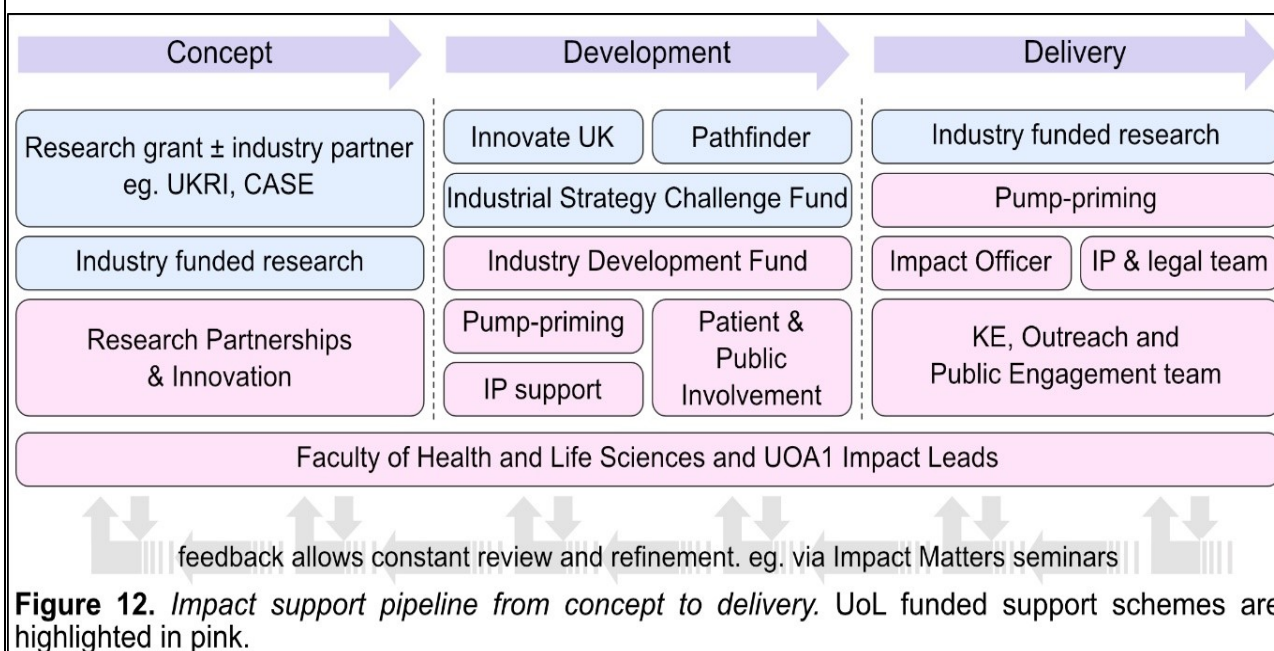 Concept
Development
Delivery
Research grant ± industry partner
eg. UKRI, CASE
Industry funded research
Research Partnerships
& Innovation
Innovate UK
Pathfinder
Industrial Strategy Challenge Fund
Industry Development Fund
Pump-priming
IP support
Patient &
Public
Involvement
Industry funded research
Pump-priming
Impact Officer
IP & legal team
KE, Outreach and
Public Engagement team
Faculty of Health and Life Sciences and UOA1 Impact Leads
feedback allows constant review and refinement. eg. via Impact Matters seminars
Figure 12. Impact support pipeline from concept to delivery. UoL funded support schemes are
highlighted in pink.